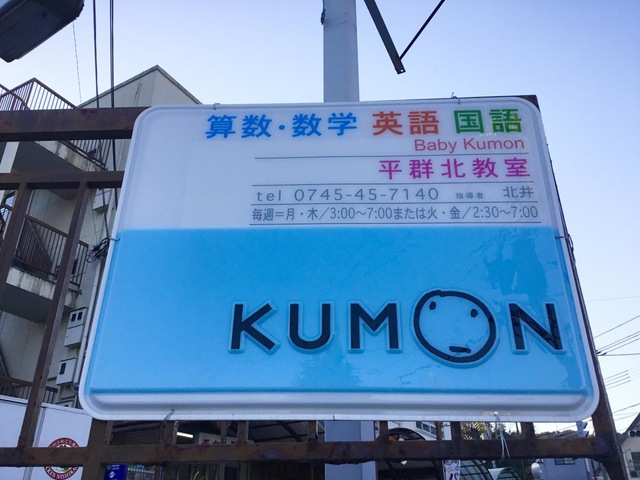 算数・数学 英語 国語
Baby Kumon
平群北教室
tel 0745-45-7140 指導者 北井
毎週=月・木/3:00〜7:00または火・金/2:30〜7:00
KUMON